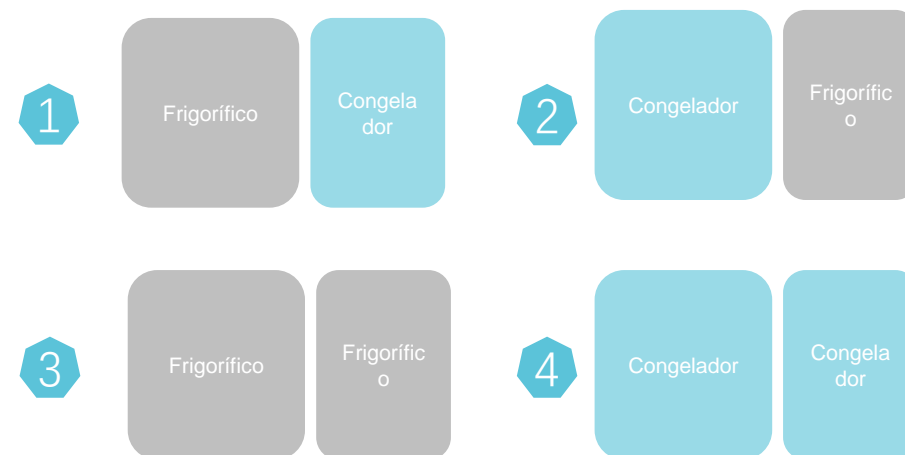 1
Frigorífico
Congela
dor
2
Congelador
Frigorífic
o
3
Frigorífico
Frigorífic
o
4
Congelador
Congela
dor